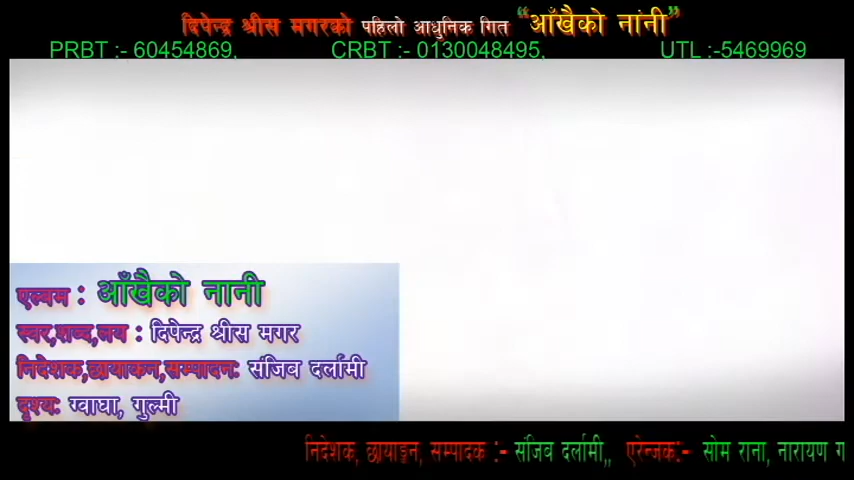 दिपेन्द्र श्रीस मगरको पहिलो आधुनिक गित “आँखैको नांनी”
PRBT :- 60454869, CRBT :- 0130048495, UTL :-5469969
एल्बम : आँखैको नानी
स्वर,शब्द,लय : दिपेन्द्र श्रीस मगर
निदेशक,छायाकन,सम्पादन: संजिव दर्लामी
दृश्य: ग्वाघा, गुल्मी
निदेशक, छायाङ्कन, सम्पादक :- संजिव दर्लामी,, एरेन्जक:- सोम राना, नारायण ग